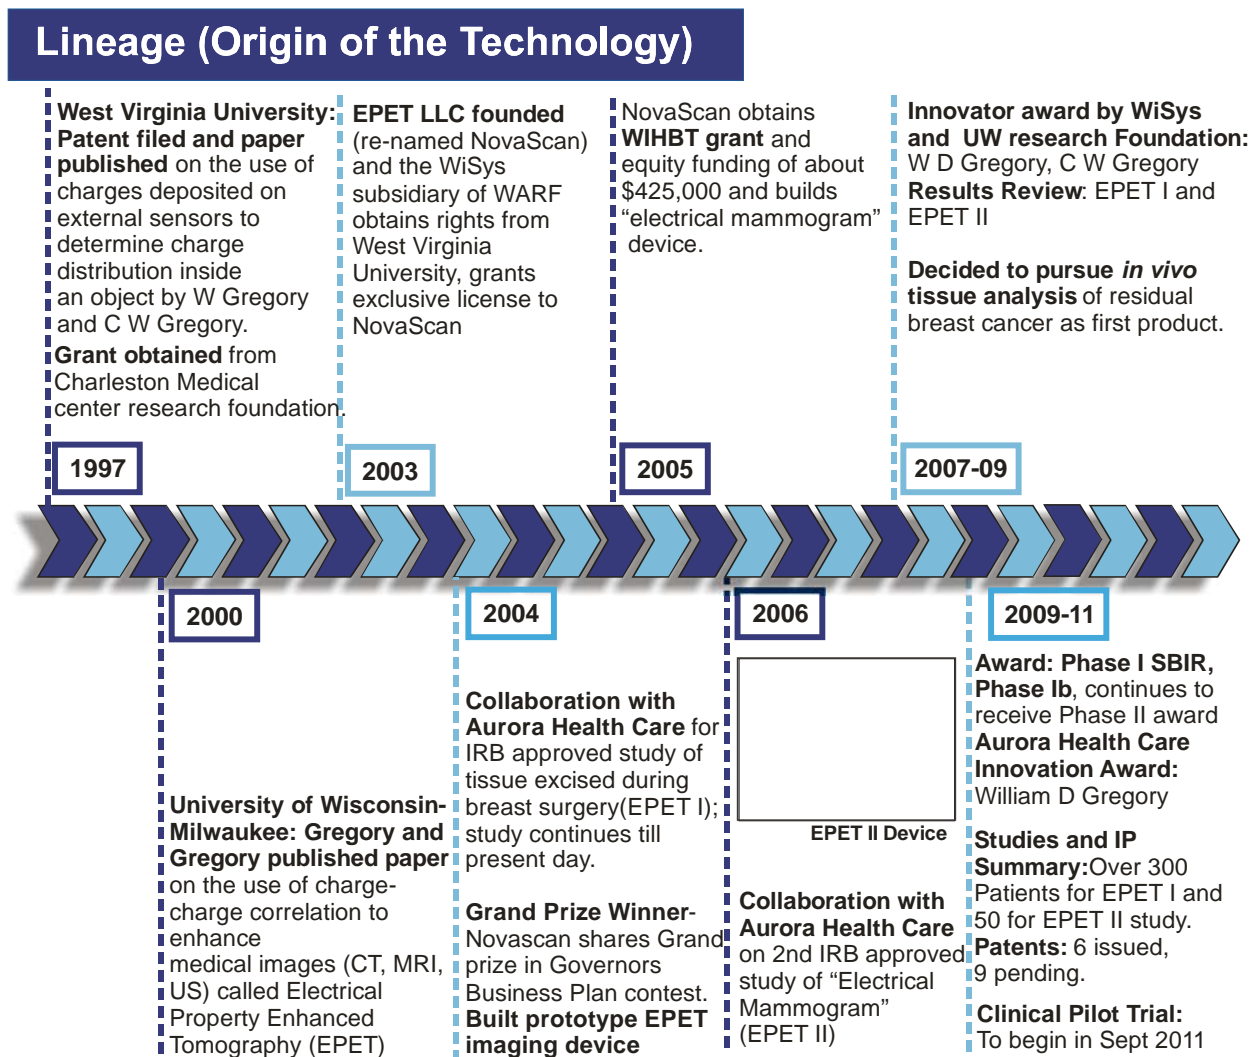 Lineage (Origin of the Technology)
West Virginia University:
Patent filed and paper
published on the use of
charges deposited on
external sensors to
determine charge
distribution inside
an object by W Gregory
and C W Gregory.
Grant obtained from
Charleston Medical
center research foundation.
1997
EPET LLC founded
(re-named NovaScan)
and the WiSys
subsidiary of WARF
obtains rights from
West Virginia
University, grants
exclusive license to
NovaScan
2003
NovaScan obtains
WIHBT grant and
equity funding of about
$425,000 and builds
“electrical mammogram”
device.
2005
Innovator award by WiSys
and UW research Foundation:
W D Gregory, C W Gregory
Results Review: EPET I and
EPET II
Decided to pursue in vivo
tissue analysis of residual
breast cancer as first product.
2007-09
2000
University of Wisconsin-
Milwaukee: Gregory and
Gregory published paper
on the use of charge-
charge correlation to
enhance
medical images (CT, MRI,
US) called Electrical
Property Enhanced
Tomography (EPET)
2004
Collaboration with
Aurora Health Care for
IRB approved study of
tissue excised during
breast surgery(EPET I);
study continues till
present day.
Grand Prize Winner-
Novascan shares Grand
prize in Governors
Business Plan contest.
Built prototype EPET
imaging device
2006
EPET II Device
Collaboration with
Aurora Health Care
on 2nd IRB approved
study of “Electrical
Mammogram”
(EPET II)
2009-11
Award: Phase I SBIR,
Phase Ib, continues to
receive Phase II award
Aurora Health Care
Innovation Award:
William D Gregory
Studies and IP
Summary:Over 300
Patients for EPET I and
50 for EPET II study.
Patents: 6 issued,
9 pending.
Clinical Pilot Trial:
To begin in Sept 2011